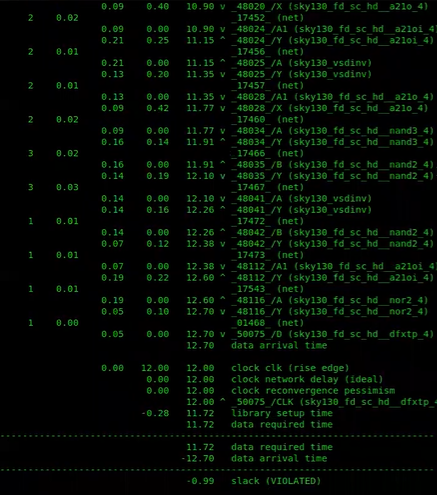 0.09 0.40 10.90 v _48020_/X (sky130_fd_sc_hd__a21o_4)
2 0.02 _17452_ (net)
0.09 0.00 10.90 v _48024_/A1 (sky130_fd_sc_hd__a21oi_4
0.21 0.25 11.15 ^ _48024_/Y (sky130_fd_sc_hd__a21oi_4)
2 0.01 _17456_ (net)
0.21 0.00 11.15 ^ _48025_/A (sky130_vsdinv)
0.13 0.20 11.35 v _48025_/Y (sky130_vsdinv)
2 0.01 _17457_ (net)
0.13 0.00 11.35 v _48028_/A1 (sky130_fd_sc_hd__a21o_4)
0.09 0.42 11.77 v _48028_/X (sky130_fd_sc_hd__a21o_4)
2 0.02 _17460_ (net)
0.09 0.00 11.77 v _48034_/A (sky130_fd_sc_hd__nand3_4)
0.16 0.14 11.91 ^ _48034_/Y (sky130_fd_sc_hd__nand3_4)
3 0.02 _17466_ (net)
0.16 0.00 11.91 ^ _48035_/B (sky130_fd_sc_hd__nand2_4)
0.14 0.19 12.10 v _48035_/Y (sky130_fd_sc_hd__nand2_4)
3 0.03 _17467_ (net)
0.14 0.00 12.10 v _48041_/A (sky130_vsdinv)
0.14 0.16 12.26 ^ _48041_/Y (sky130_vsdinv)
1 0.01 _17472_ (net)
0.14 0.00 12.26 ^ _48042_/B (sky130_fd_sc_hd__nand2_4)
0.07 0.12 12.38 v _48042_/Y (sky130_fd_sc_hd__nand2_4)
1 0.01 _17473_ (net)
0.07 0.00 12.38 v _48112_/A1 (sky130_fd_sc_hd__a21oi_4
0.19 0.22 12.60 ^ _48112_/Y (sky130_fd_sc_hd__a21oi_4)
1 0.01 _17543_ (net)
0.19 0.00 12.60 ^ _48116_/A (sky130_fd_sc_hd__nor2_4)
0.05 0.10 12.70 v _48116_/Y (sky130_fd_sc_hd__nor2_4)
1 0.00 _01460_ (net)
0.05 0.00 12.70 v _50075_/D (sky130_fd_sc_hd__dfxtp_4)
12.70 data arrival time
0.00 12.00 12.00 clock clk (rise edge)
0.00 12.00 clock network delay (ideal)
0.00 12.00 clock reconvergence pessimism
12.00 ^ _50075_/CLK (sky130_fd_sc_hd__dfxtp_4
-0.28 11.72 library setup time
11.72 data required time
11.72 data required time
-12.70 data arrival time
-0.99 slack (VIOLATED)